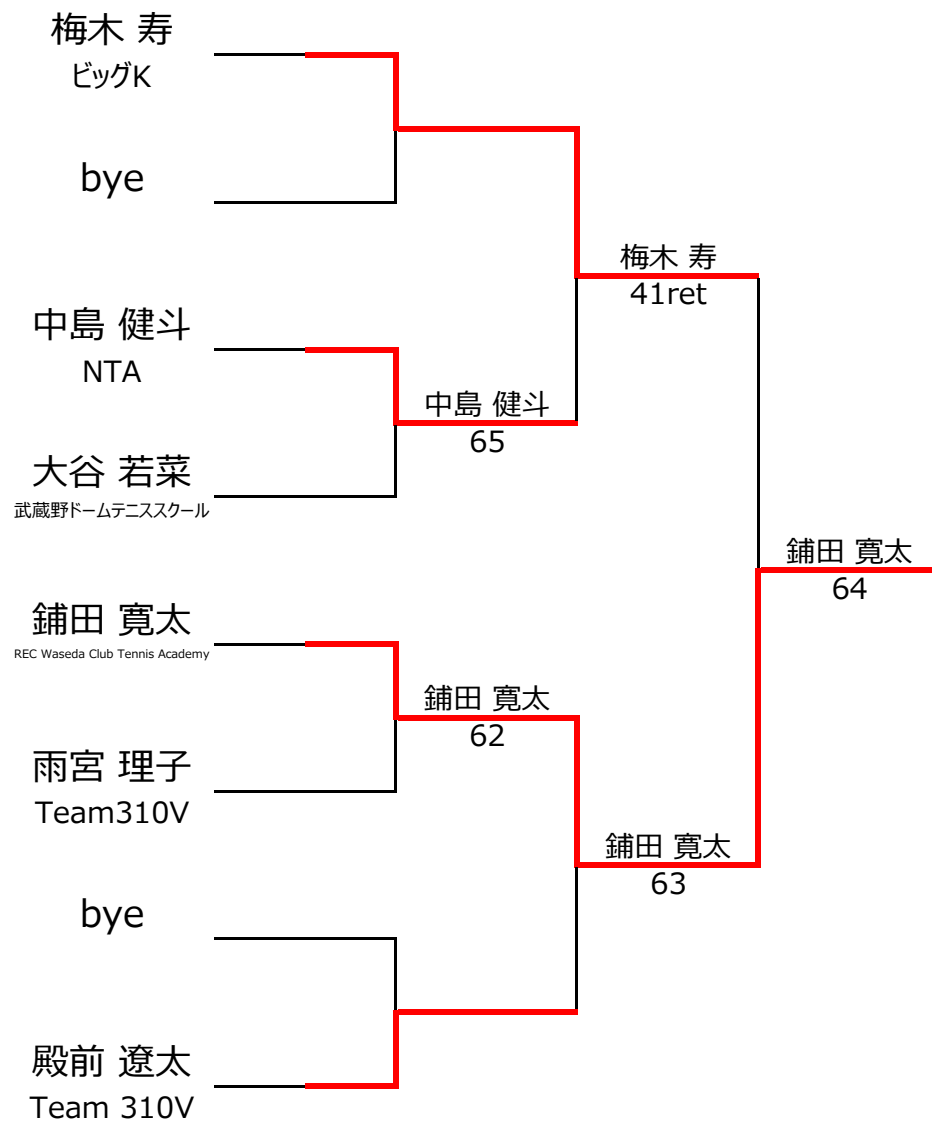 梅木 寿
ビッグK
bye
中島 健斗
NTA
大谷 若菜
武蔵野ドームテニススクール
鋪田 寛太
REC Waseda Club Tennis Academy
雨宮 理子
Team310V
bye
殿前 遼太
Team 310V
中島 健斗
65
鋪田 寛太
62
梅木 寿
41ret
鋪田 寛太
63
鋪田 寛太
64